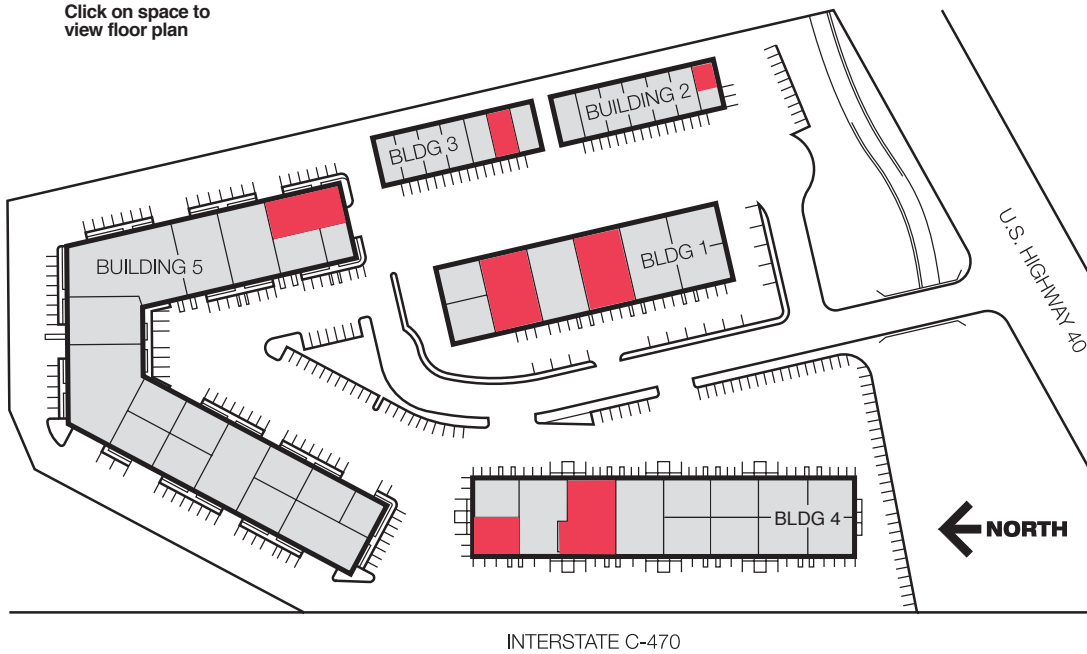 Click on space to
view floor plan
BUILDING 2
BLDG 3
U.S. HIGHWAY 40
BLDG 1
BUILDING 5
BLDG 4
NORTH
INTERSTATE C-470